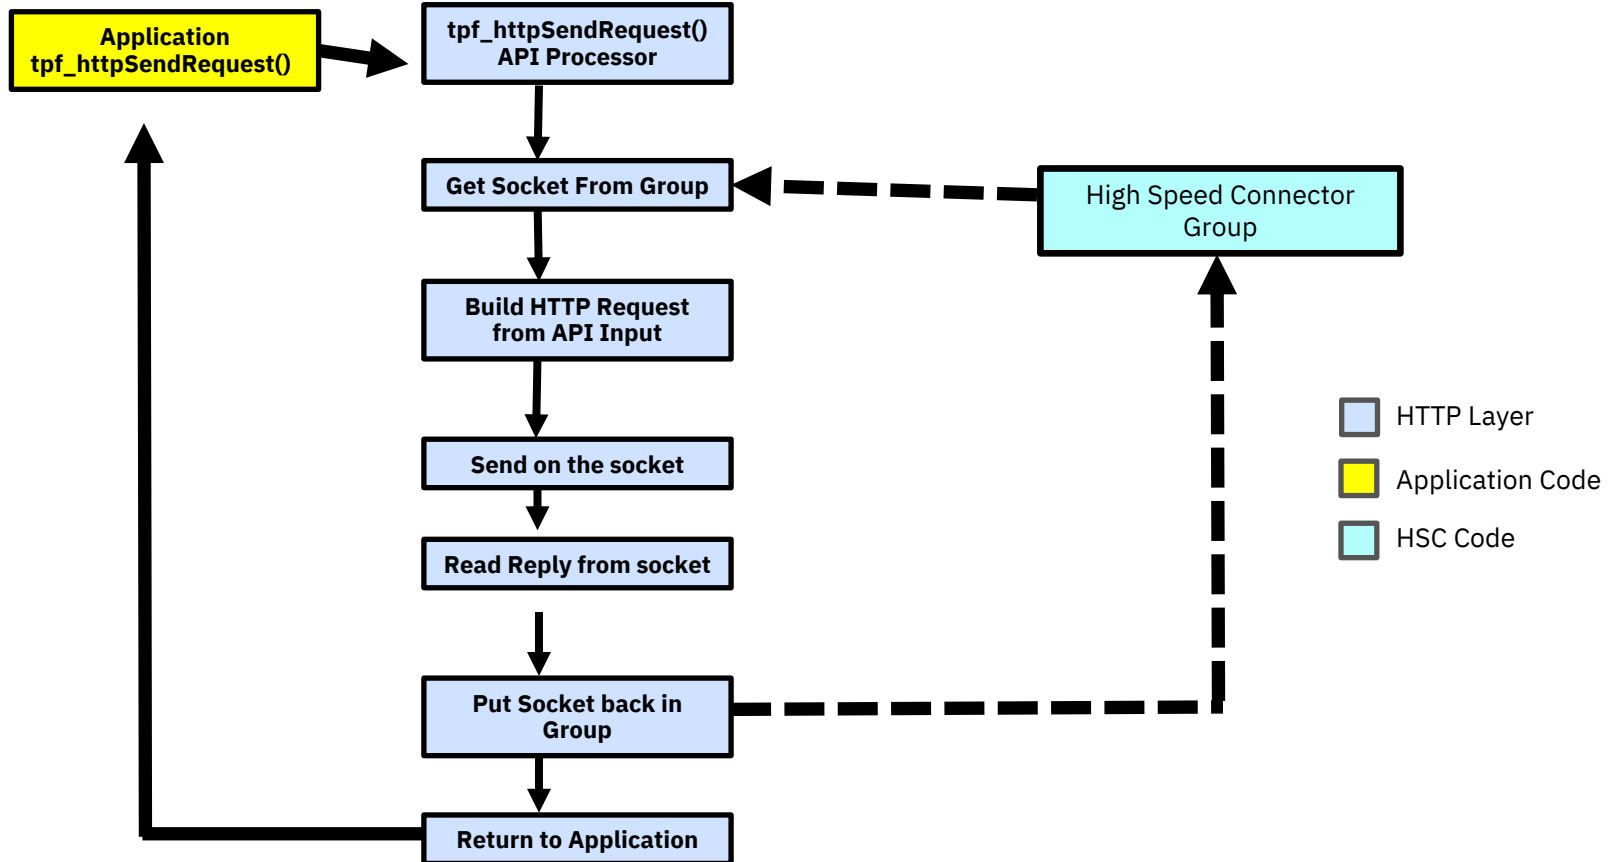 Application
tpf_httpSendRequest()
tpf_httpSendRequest()
API Processor
Get Socket From Group
High Speed Connector
Group
Build HTTP Request
from API Input
HTTP Layer
Send on the socket
Application Code
HSC Code
Read Reply from socket
Put Socket back in
Group
Return to Application